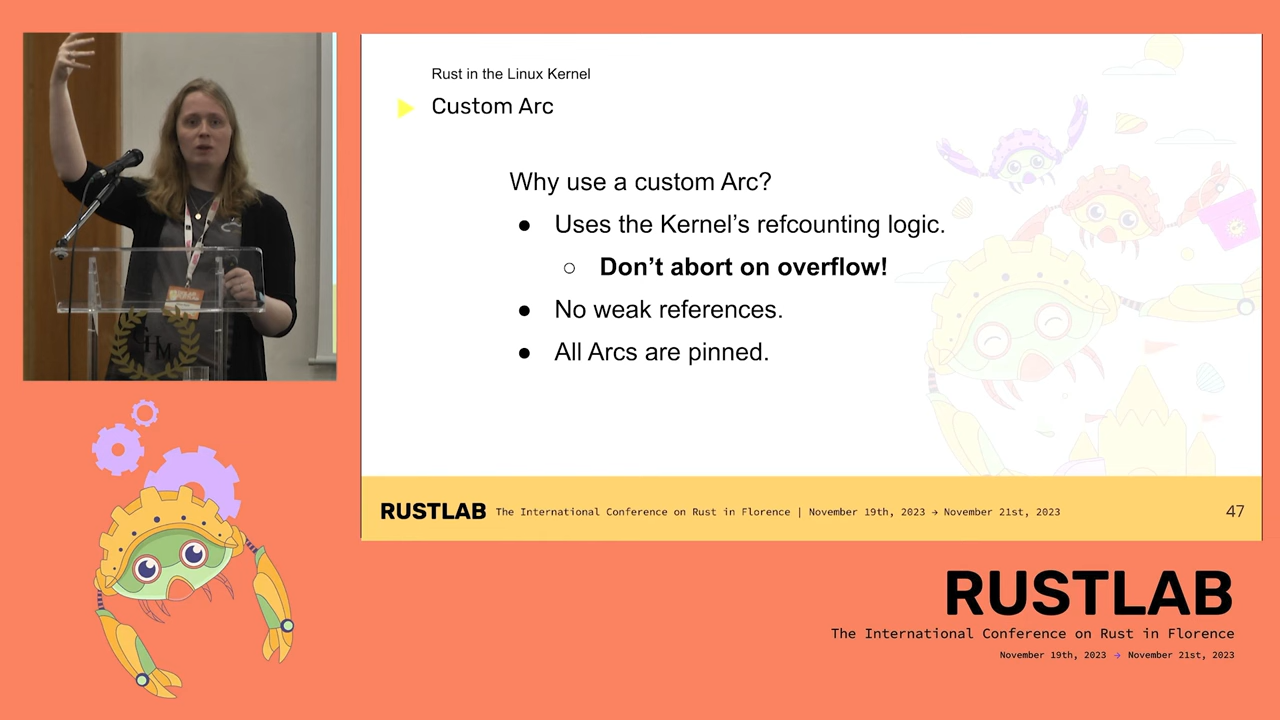 Rust in the Linux Kernel
Custom Arc
Why use a custom Arc?
● Uses the Kernel’s refcounting logic.
○ Don’t abort on overflow!
● No weak references.
● All Arcs are pinned.
RUSTLAB The International Conference on Rust in Florence | November 19th, 2023 → November 21st, 2023 47
GHM
RUSTLAB
The International Conference on Rust in Florence
November 19th, 2023 → November 21st, 2023